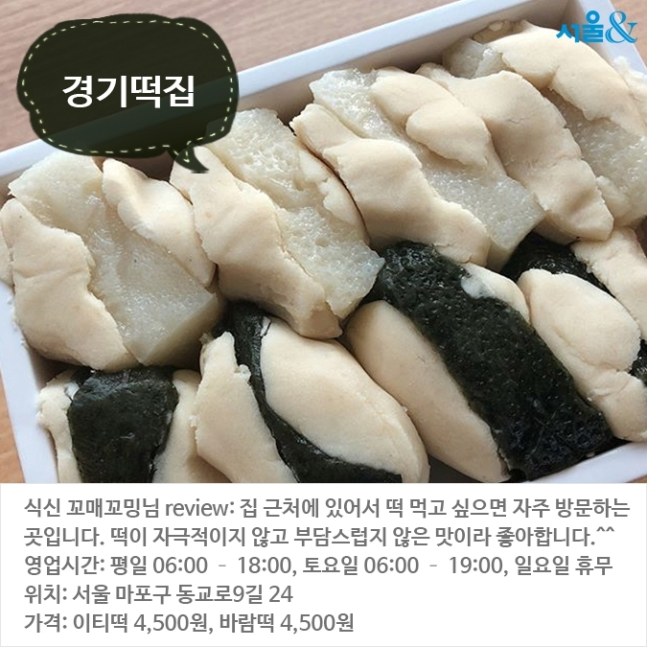 서울&
경기떡집
식신 꼬매꼬밍님 review: 집 근처에 있어서 떡 먹고 싶으면 자주 방문하는
곳입니다. 떡이 자극적이지 않고 부담스럽지 않은 맛이라 좋아합니다.^^
영업시간: 평일 06:00 – 18:00, 토요일 06:00 – 19:00, 일요일 휴무
위치: 서울 마포구 동교로9길 24
가격: 이티떡 4,500원, 바람떡 4,500원